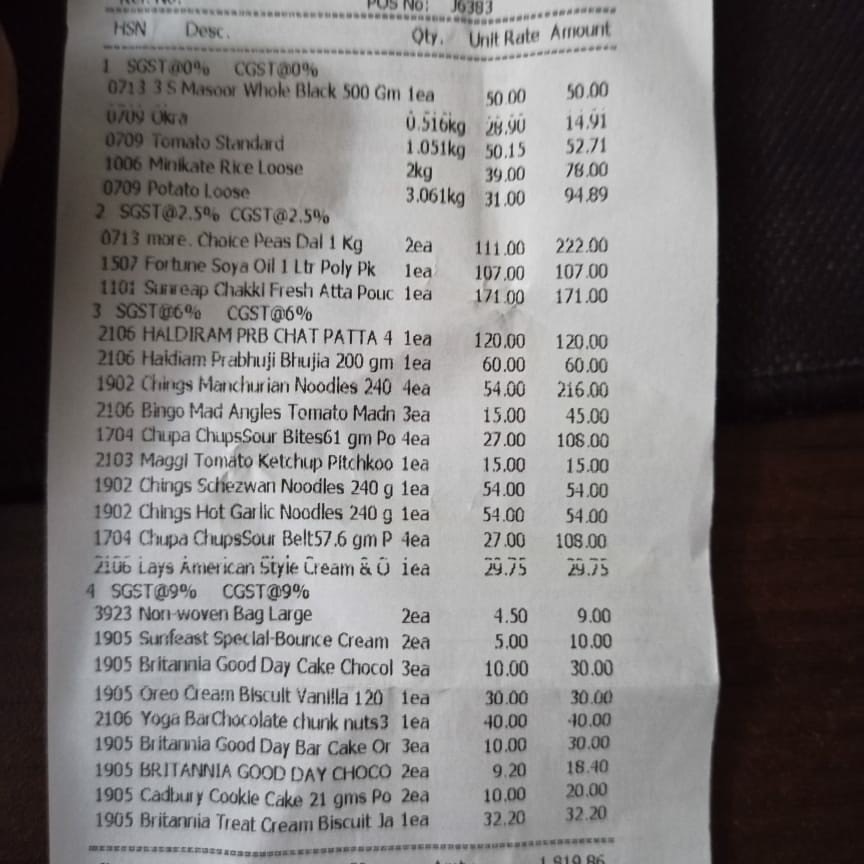 POS No: J6383
HSN Desc. Qty. Unit Rate Amount
1 SGST@0% CGST@0%
0713 3 S Masoor Whole Black 500 Gm 1ea 50.00 50.00
0709 Okra 0.516kg 28.90 14.91
0709 Tomato Standard 1.051kg 50.15 52.71
1006 Minikate Rice Loose 2kg 39.00 78.00
0709 Potato Loose 3.061kg 31.00 94.89
2 SGST@2.5% CGST@2.5%
0713 more. Choice Peas Dal 1 Kg 2ea 111.00 222.00
1507 Fortune Soya Oil 1 Ltr Poly Pk 1ea 107.00 107.00
1101 Sunreap Chakki Fresh Atta Pouc 1ea 171.00 171.00
3 SGST@6% CGST@6%
2106 HALDIRAM PRB CHAT PATTA 4 1ea 120.00 120.00
2106 Haldiam Prabhuji Bhujia 200 gm 1ea 60.00 60.00
1902 Chings Manchurian Noodles 240 4ea 54.00 216.00
2106 Bingo Mad Angles Tomato Madn 3ea 15.00 45.00
1704 Chupa ChupsSour Bites61 gm Po 4ea 27.00 108.00
2103 Maggi Tomato Ketchup Pitchkoo 1ea 15.00 15.00
1902 Chings Schezwan Noodles 240 g 1ea 54.00 54.00
1902 Chings Hot Garlic Noodles 240 g 1ea 54.00 54.00
1704 Chupa ChupsSour Belt57.6 gm P 4ea 27.00 108.00
2106 Lays American Style Cream & O 1ea 29.75 29.75
4 SGST@9% CGST@9%
3923 Non-woven Bag Large 2ea 4.50 9.00
1905 Sunfeast Special-Bounce Cream 2ea 5.00 10.00
1905 Britannia Good Day Cake Chocol 3ea 10.00 30.00
1905 Oreo Cream Biscuit Vanilla 120 1ea 30.00 30.00
2106 Yoga BarChocolate chunk nuts3 1ea 40.00 40.00
1905 Britannia Good Day Bar Cake Or 3ea 10.00 30.00
1905 BRITANNIA GOOD DAY CHOCO 2ea 9.20 18.40
1905 Cadbury Cookie Cake 21 gms Po 2ea 10.00 20.00
1905 Britannia Treat Cream Biscuit Ja 1ea 32.20 32.20
1,819.86